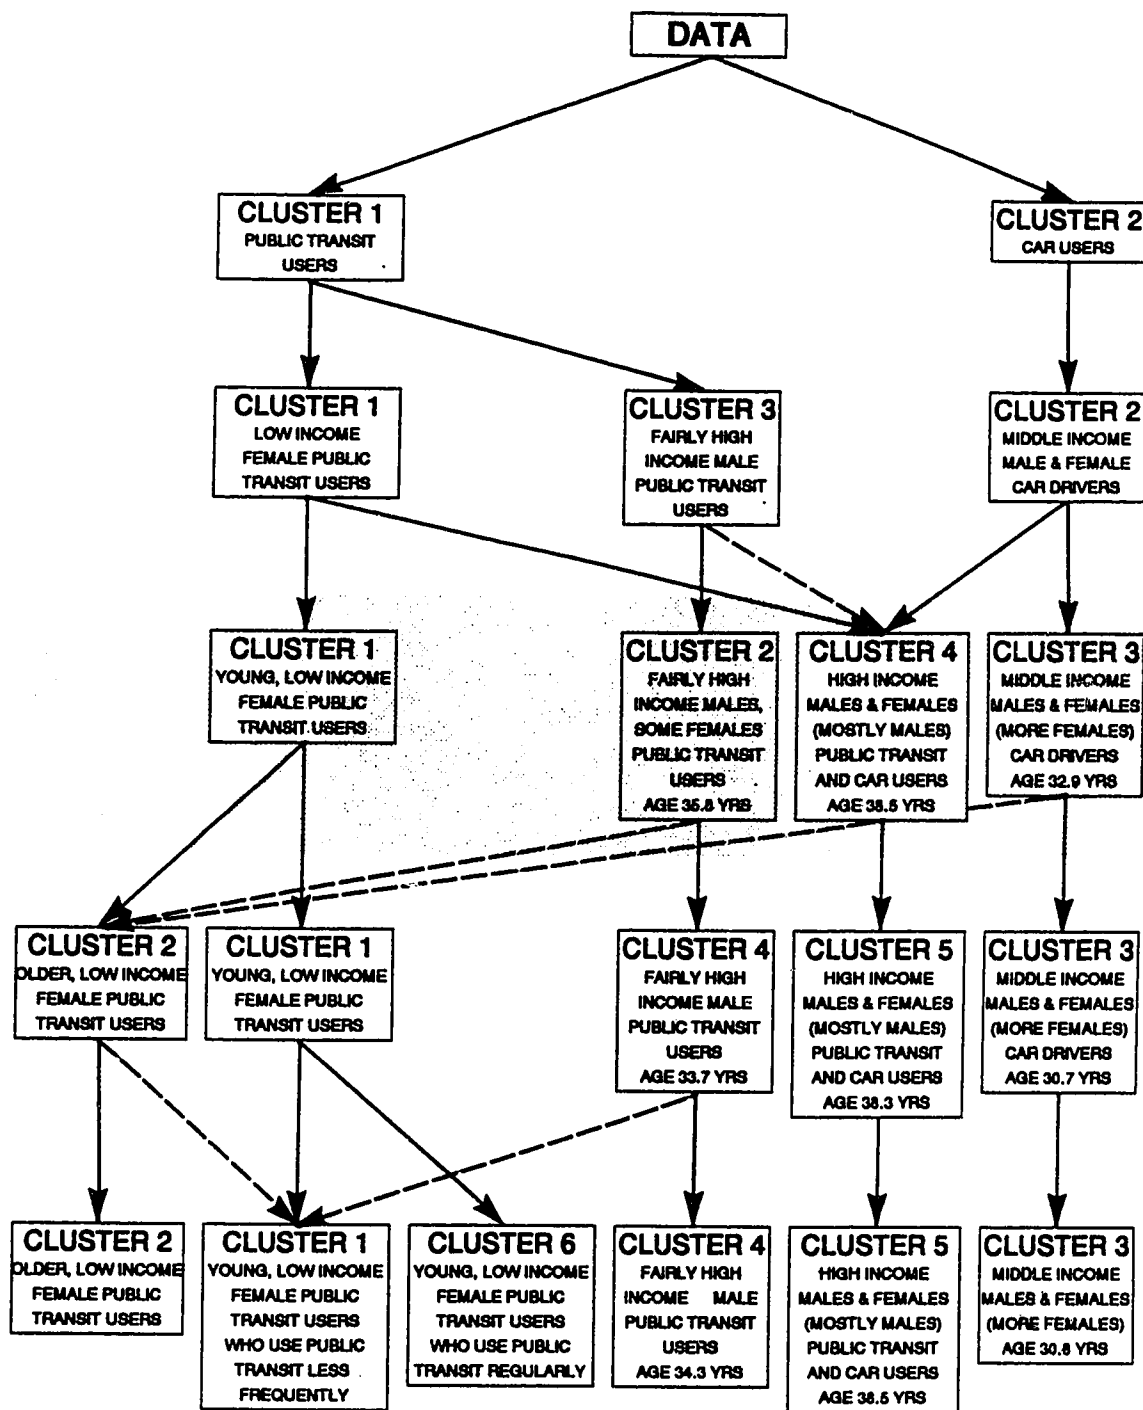 DATA
CLUSTER 1
PUBLIC TRANSIT
USERS
CLUSTER 2
CAR USERS
CLUSTER 1
LOW INCOME
FEMALE PUBLIC
TRANSIT USERS
CLUSTER 3
FAIRLY HIGH
INCOME MALE
PUBLIC TRANSIT
USERS
CLUSTER 2
MIDDLE INCOME
MALE & FEMALE
CAR DRIVERS
CLUSTER 1
YOUNG, LOW INCOME
FEMALE PUBLIC
TRANSIT USERS
CLUSTER 2
FAIRLY HIGH
INCOME MALES,
SOME FEMALES
PUBLIC TRANSIT
USERS
AGE 35.8 YRS
CLUSTER 4
HIGH INCOME
MALES & FEMALES
(MOSTLY MALES)
PUBLIC TRANSIT
AND CAR USERS
AGE 38.5 YRS
CLUSTER 3
MIDDLE INCOME
MALES & FEMALES
(MORE FEMALES)
CAR DRIVERS
AGE 32.9 YRS
CLUSTER 2
OLDER, LOW INCOME
FEMALE PUBLIC
TRANSIT USERS
CLUSTER 1
YOUNG, LOW INCOME
FEMALE PUBLIC
TRANSIT USERS
CLUSTER 4
FAIRLY HIGH
INCOME MALE
PUBLIC TRANSIT
USERS
AGE 33.7 YRS
CLUSTER 5
HIGH INCOME
MALES & FEMALES
(MOSTLY MALES)
PUBLIC TRANSIT
AND CAR USERS
AGE 38.3 YRS
CLUSTER 3
MIDDLE INCOME
MALES & FEMALES
(MORE FEMALES)
CAR DRIVERS
AGE 30.7 YRS
CLUSTER 2
OLDER, LOW INCOME
FEMALE PUBLIC
TRANSIT USERS
CLUSTER 1
YOUNG, LOW INCOME
FEMALE PUBLIC
TRANSIT USERS
WHO USE PUBLIC
TRANSIT LESS
FREQUENTLY
CLUSTER 6
YOUNG, LOW INCOME
FEMALE PUBLIC
TRANSIT USERS
WHO USE PUBLIC
TRANSIT REGULARLY
CLUSTER 4
FAIRLY HIGH
INCOME MALE
PUBLIC TRANSIT
USERS
AGE 34.3 YRS
CLUSTER 5
HIGH INCOME
MALES & FEMALES
(MOSTLY MALES)
PUBLIC TRANSIT
AND CAR USERS
AGE 38.5 YRS
CLUSTER 3
MIDDLE INCOME
MALES & FEMALES
(MORE FEMALES)
AGE 30.8 YRS